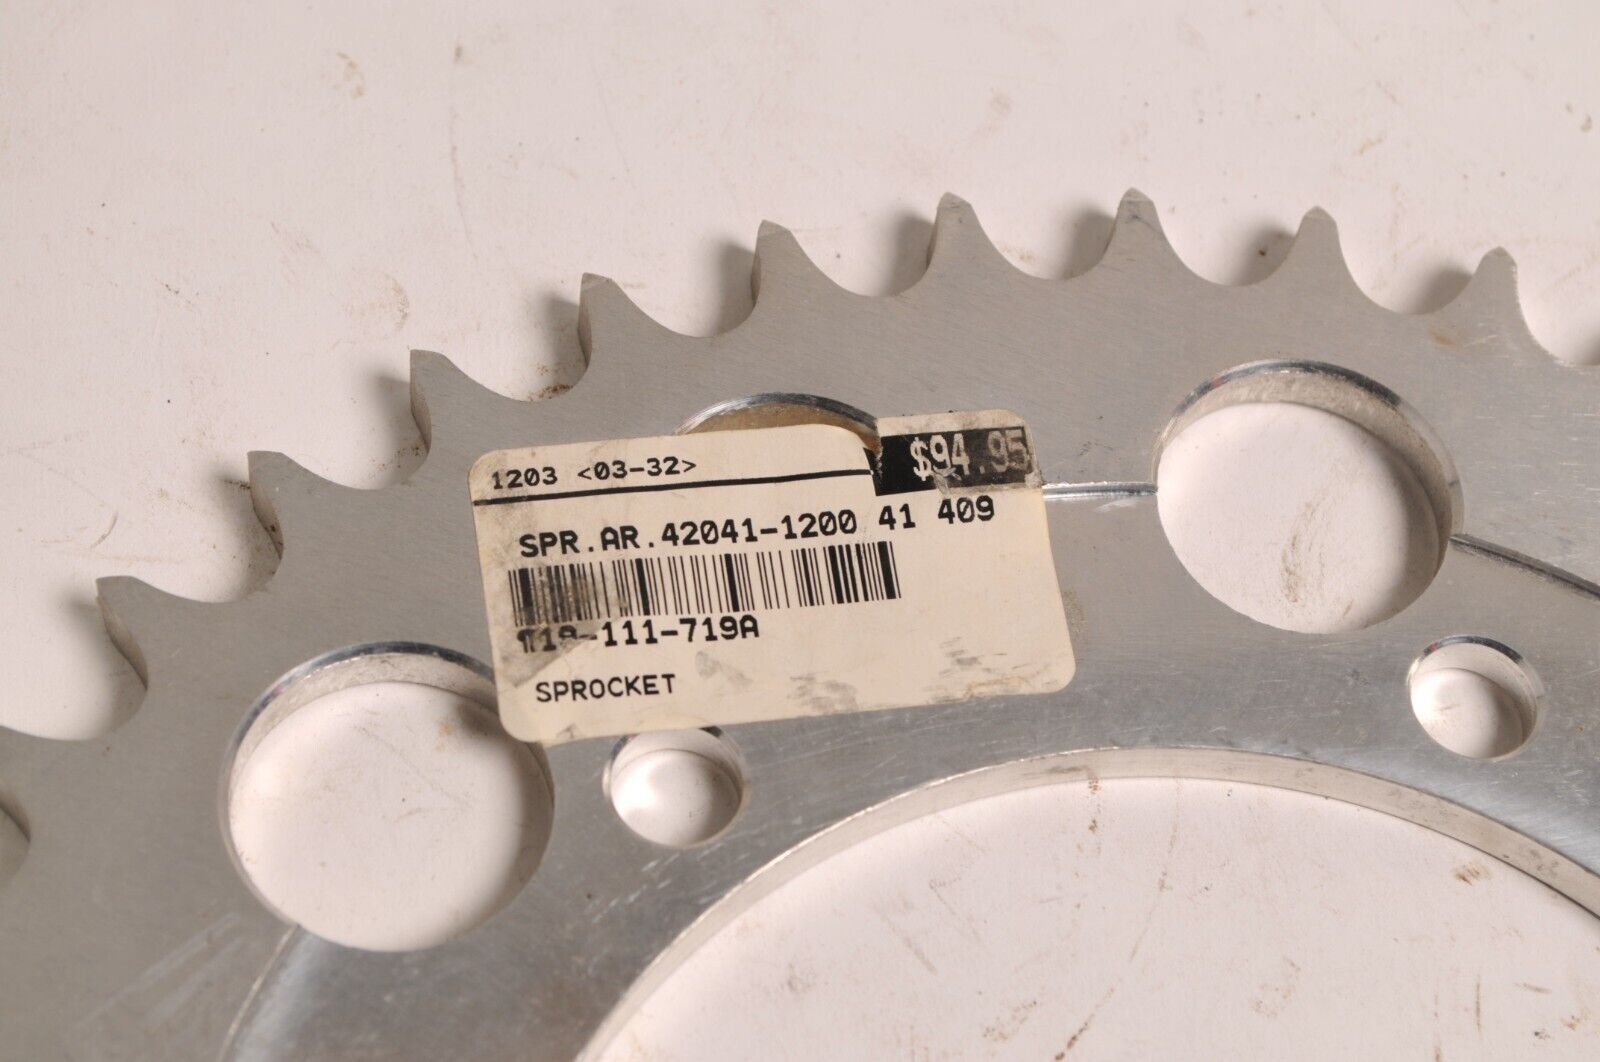 1203 <03-32> $94.95
SPR.AR.42041-1200 41 409
-111-719A
SPROCKET